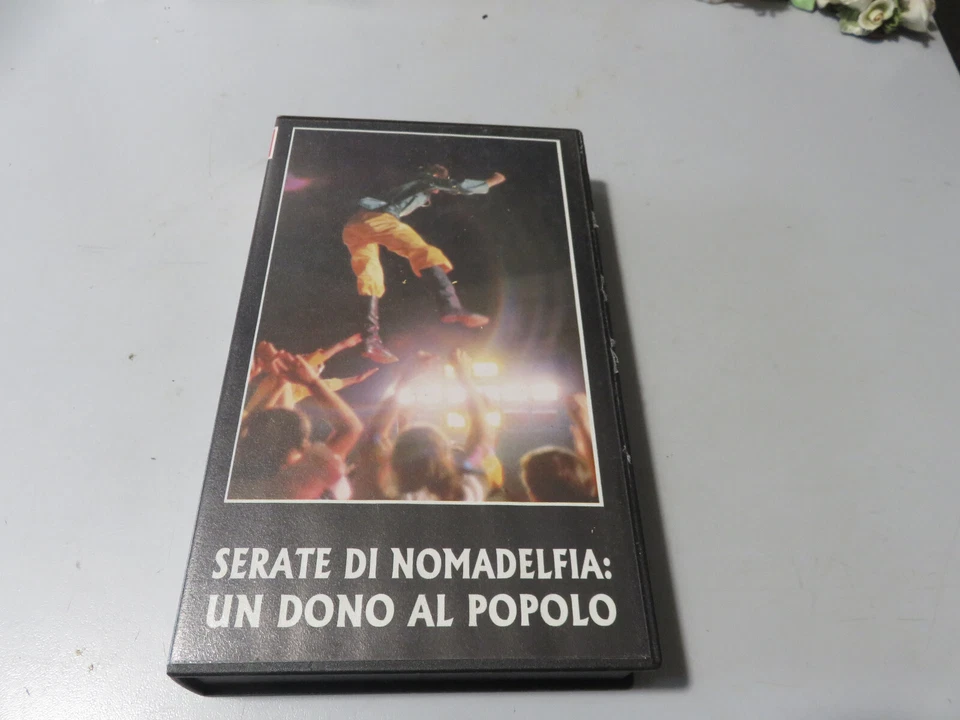 SERATE DI NOMADELFIA:
UN DONO AL POPOLO